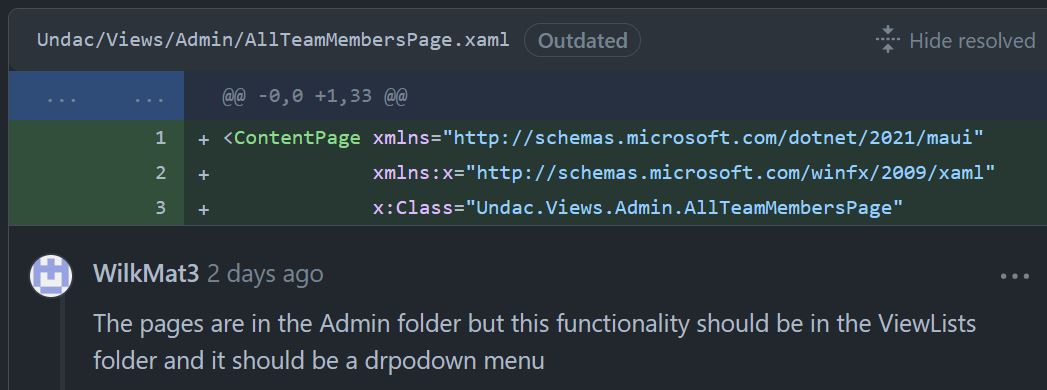 Undac/Views/Admin/AllTeamMembersPage.xaml Outdated Hide resolved
... ... @@ -0,0 +1,33 @@
1 + <ContentPage xmlns="http://schemas.microsoft.com/dotnet/2021/maui"
2 + xmlns:x="http://schemas.microsoft.com/winfx/2009/xaml"
3 + x:Class="Undac.Views.Admin.AllTeamMembersPage"
WilkMat3 2 days ago ...
The pages are in the Admin folder but this functionality should be in the ViewLists
folder and it should be a drpodown menu